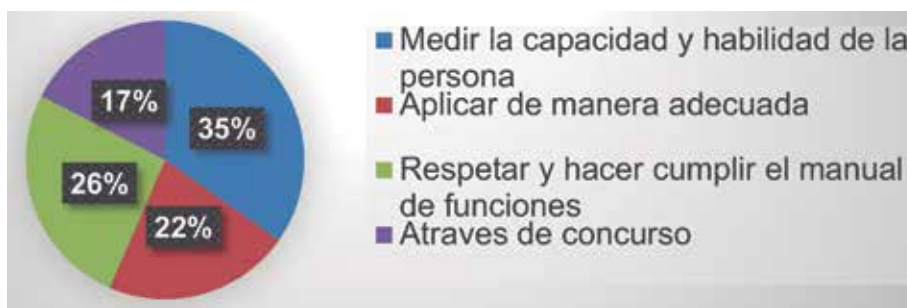 17%
35%
26%
22%
Medir la capacidad y habilidad de la
persona
Aplicar de manera adecuada
Respetar y hacer cumplir el manual
de funciones
Atraves de concurso